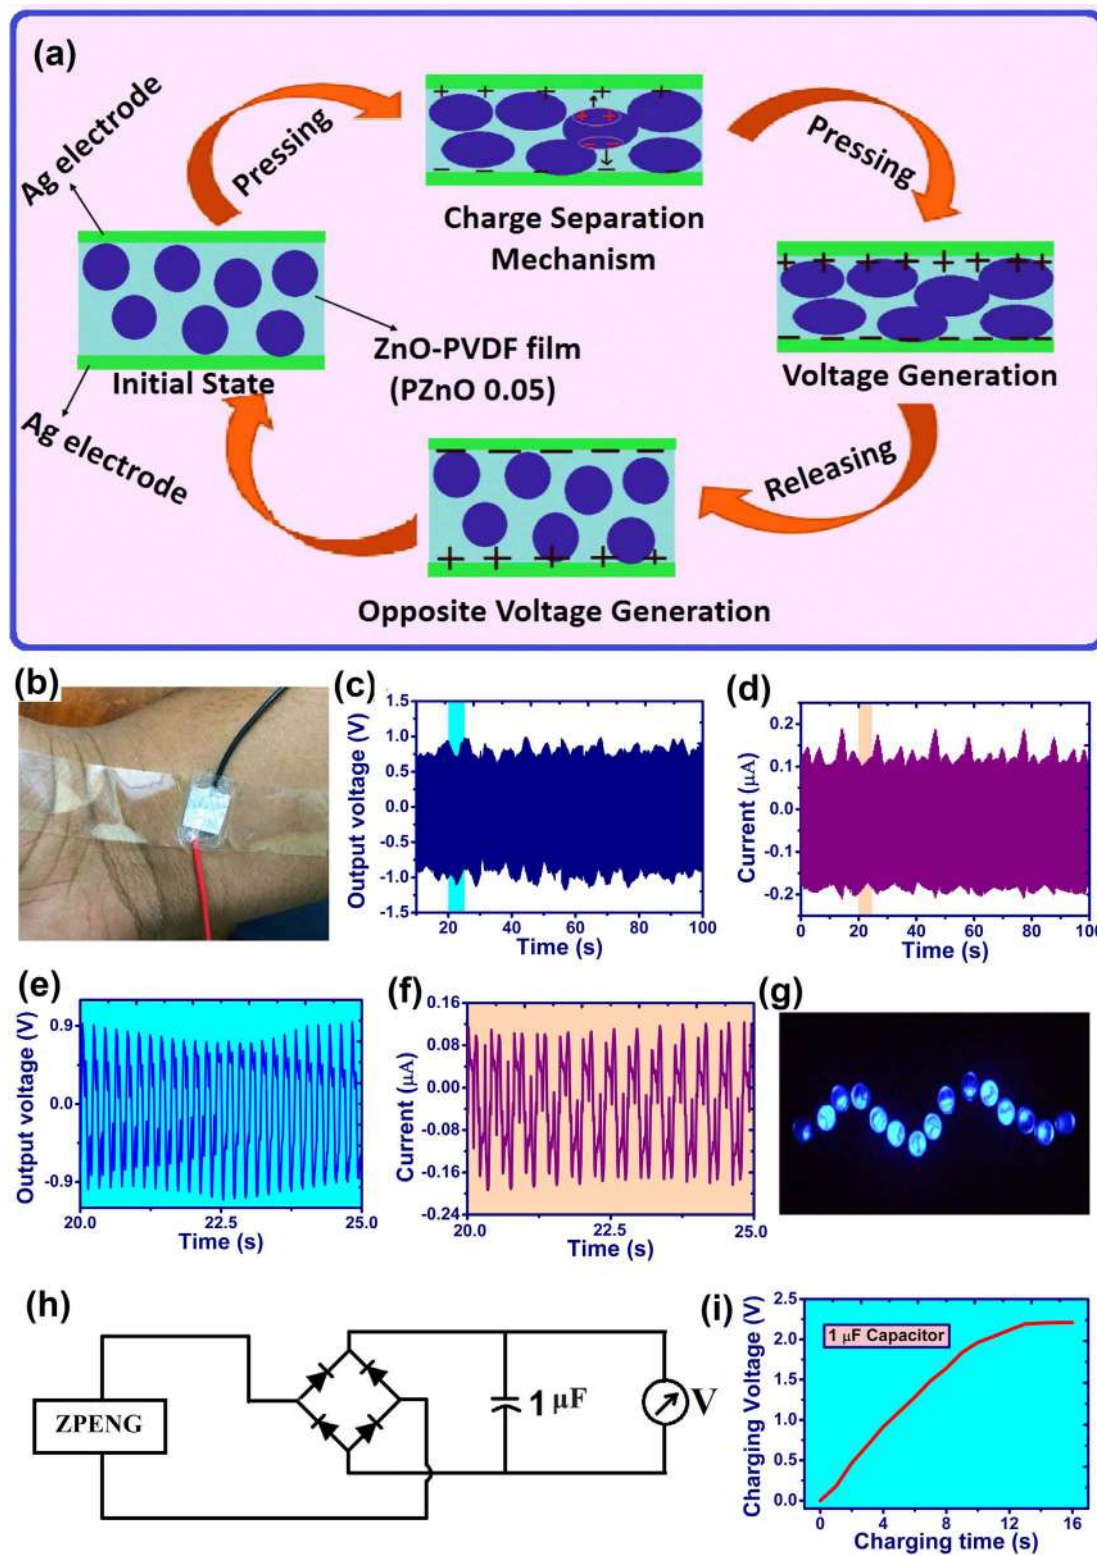 (a)
Ag electrode
Pressing
Charge Separation
Mechanism
Pressing
Initial State
Ag electrode
ZnO-PVDF film
(PZnO 0.05)
Voltage Generation
Releasing
Opposite Voltage Generation
(b)
(c)
Output voltage (V)
1.5
1.0
0.5
0.0
-0.5
-1.0
-1.5
20 40 60 80 100
Time (s)
(d)
Current (μA)
0.2
0.1
0.0
-0.1
-0.2
0 20 40 60 80 100
Time (s)
(e)
Output voltage (V)
0.9
0.0
-0.9
20.0 22.5 25.0
Time (s)
(f)
Current (μA)
0.16
0.08
0.00
-0.08
-0.16
-0.24
20.0 22.5 25.0
Time (s)
(g)
(h)
ZPENG
1 μF
V
(i)
Charging Voltage (V)
2.5
2.0
1.5
1.0
0.5
0.0
1 μF Capacitor
0 4 8 12 16
Charging time (s)